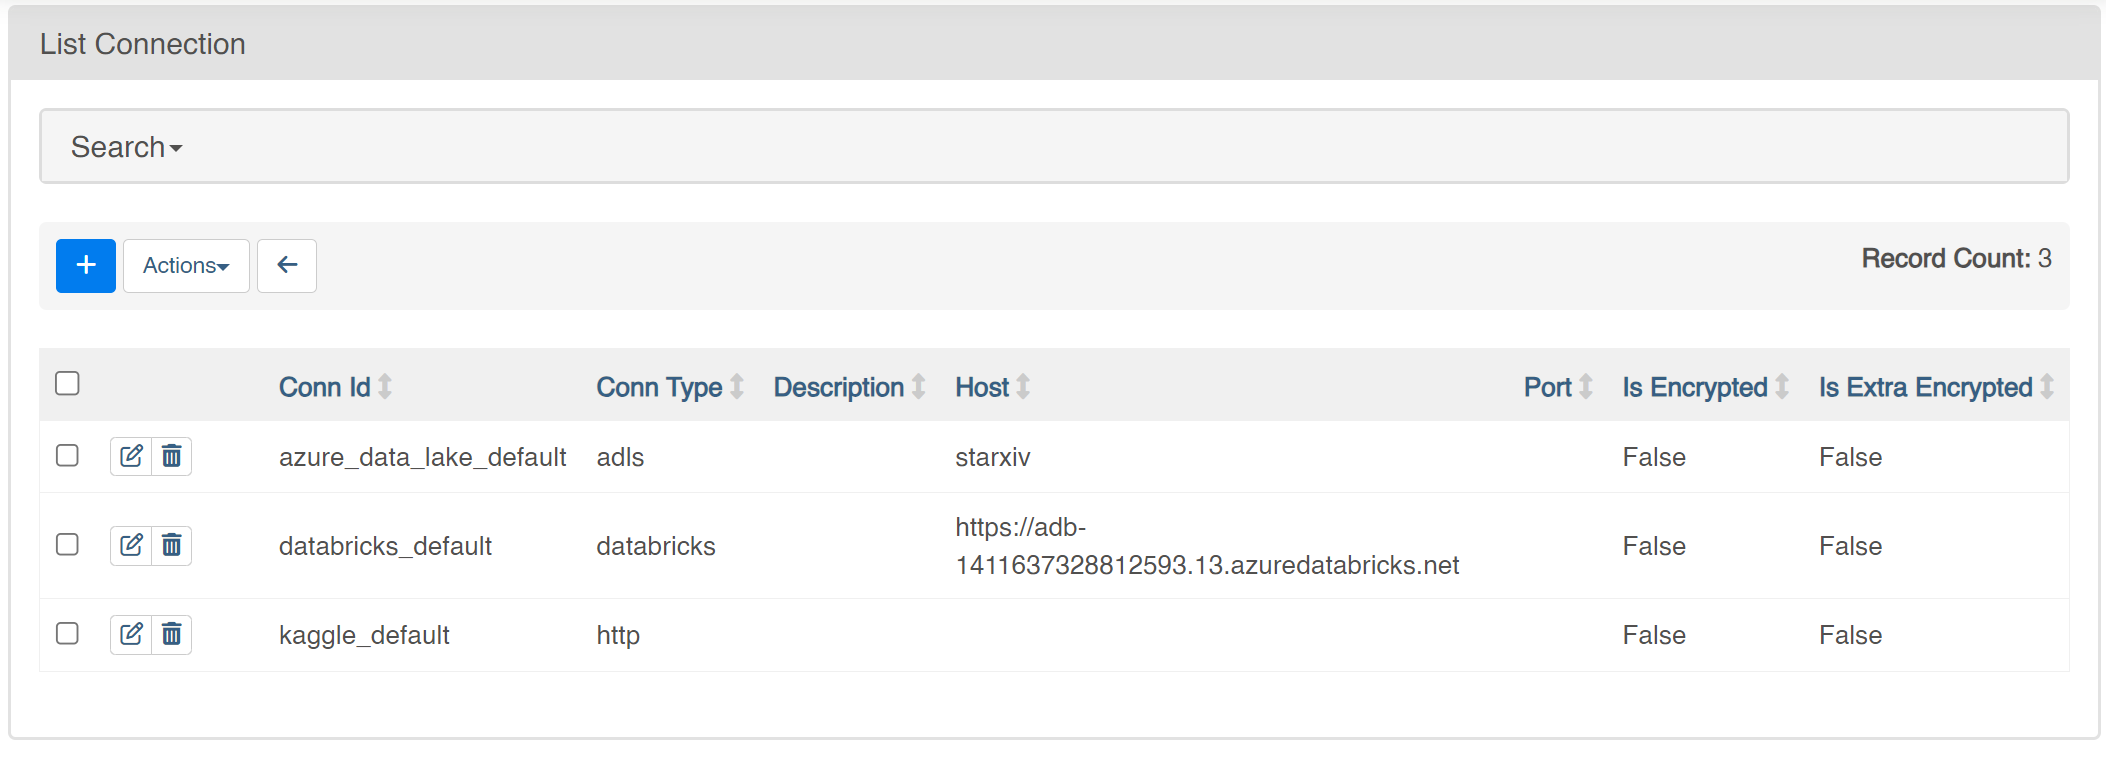 List Connection
Search
Actions
Record Count: 3
Conn Id Conn Type Description Host Port Is Encrypted Is Extra Encrypted
azure_data_lake_default adls starxiv False False
databricks_default databricks https://adb-
1411637328812593.13.azuredatabricks.net False False
kaggle_default http False False